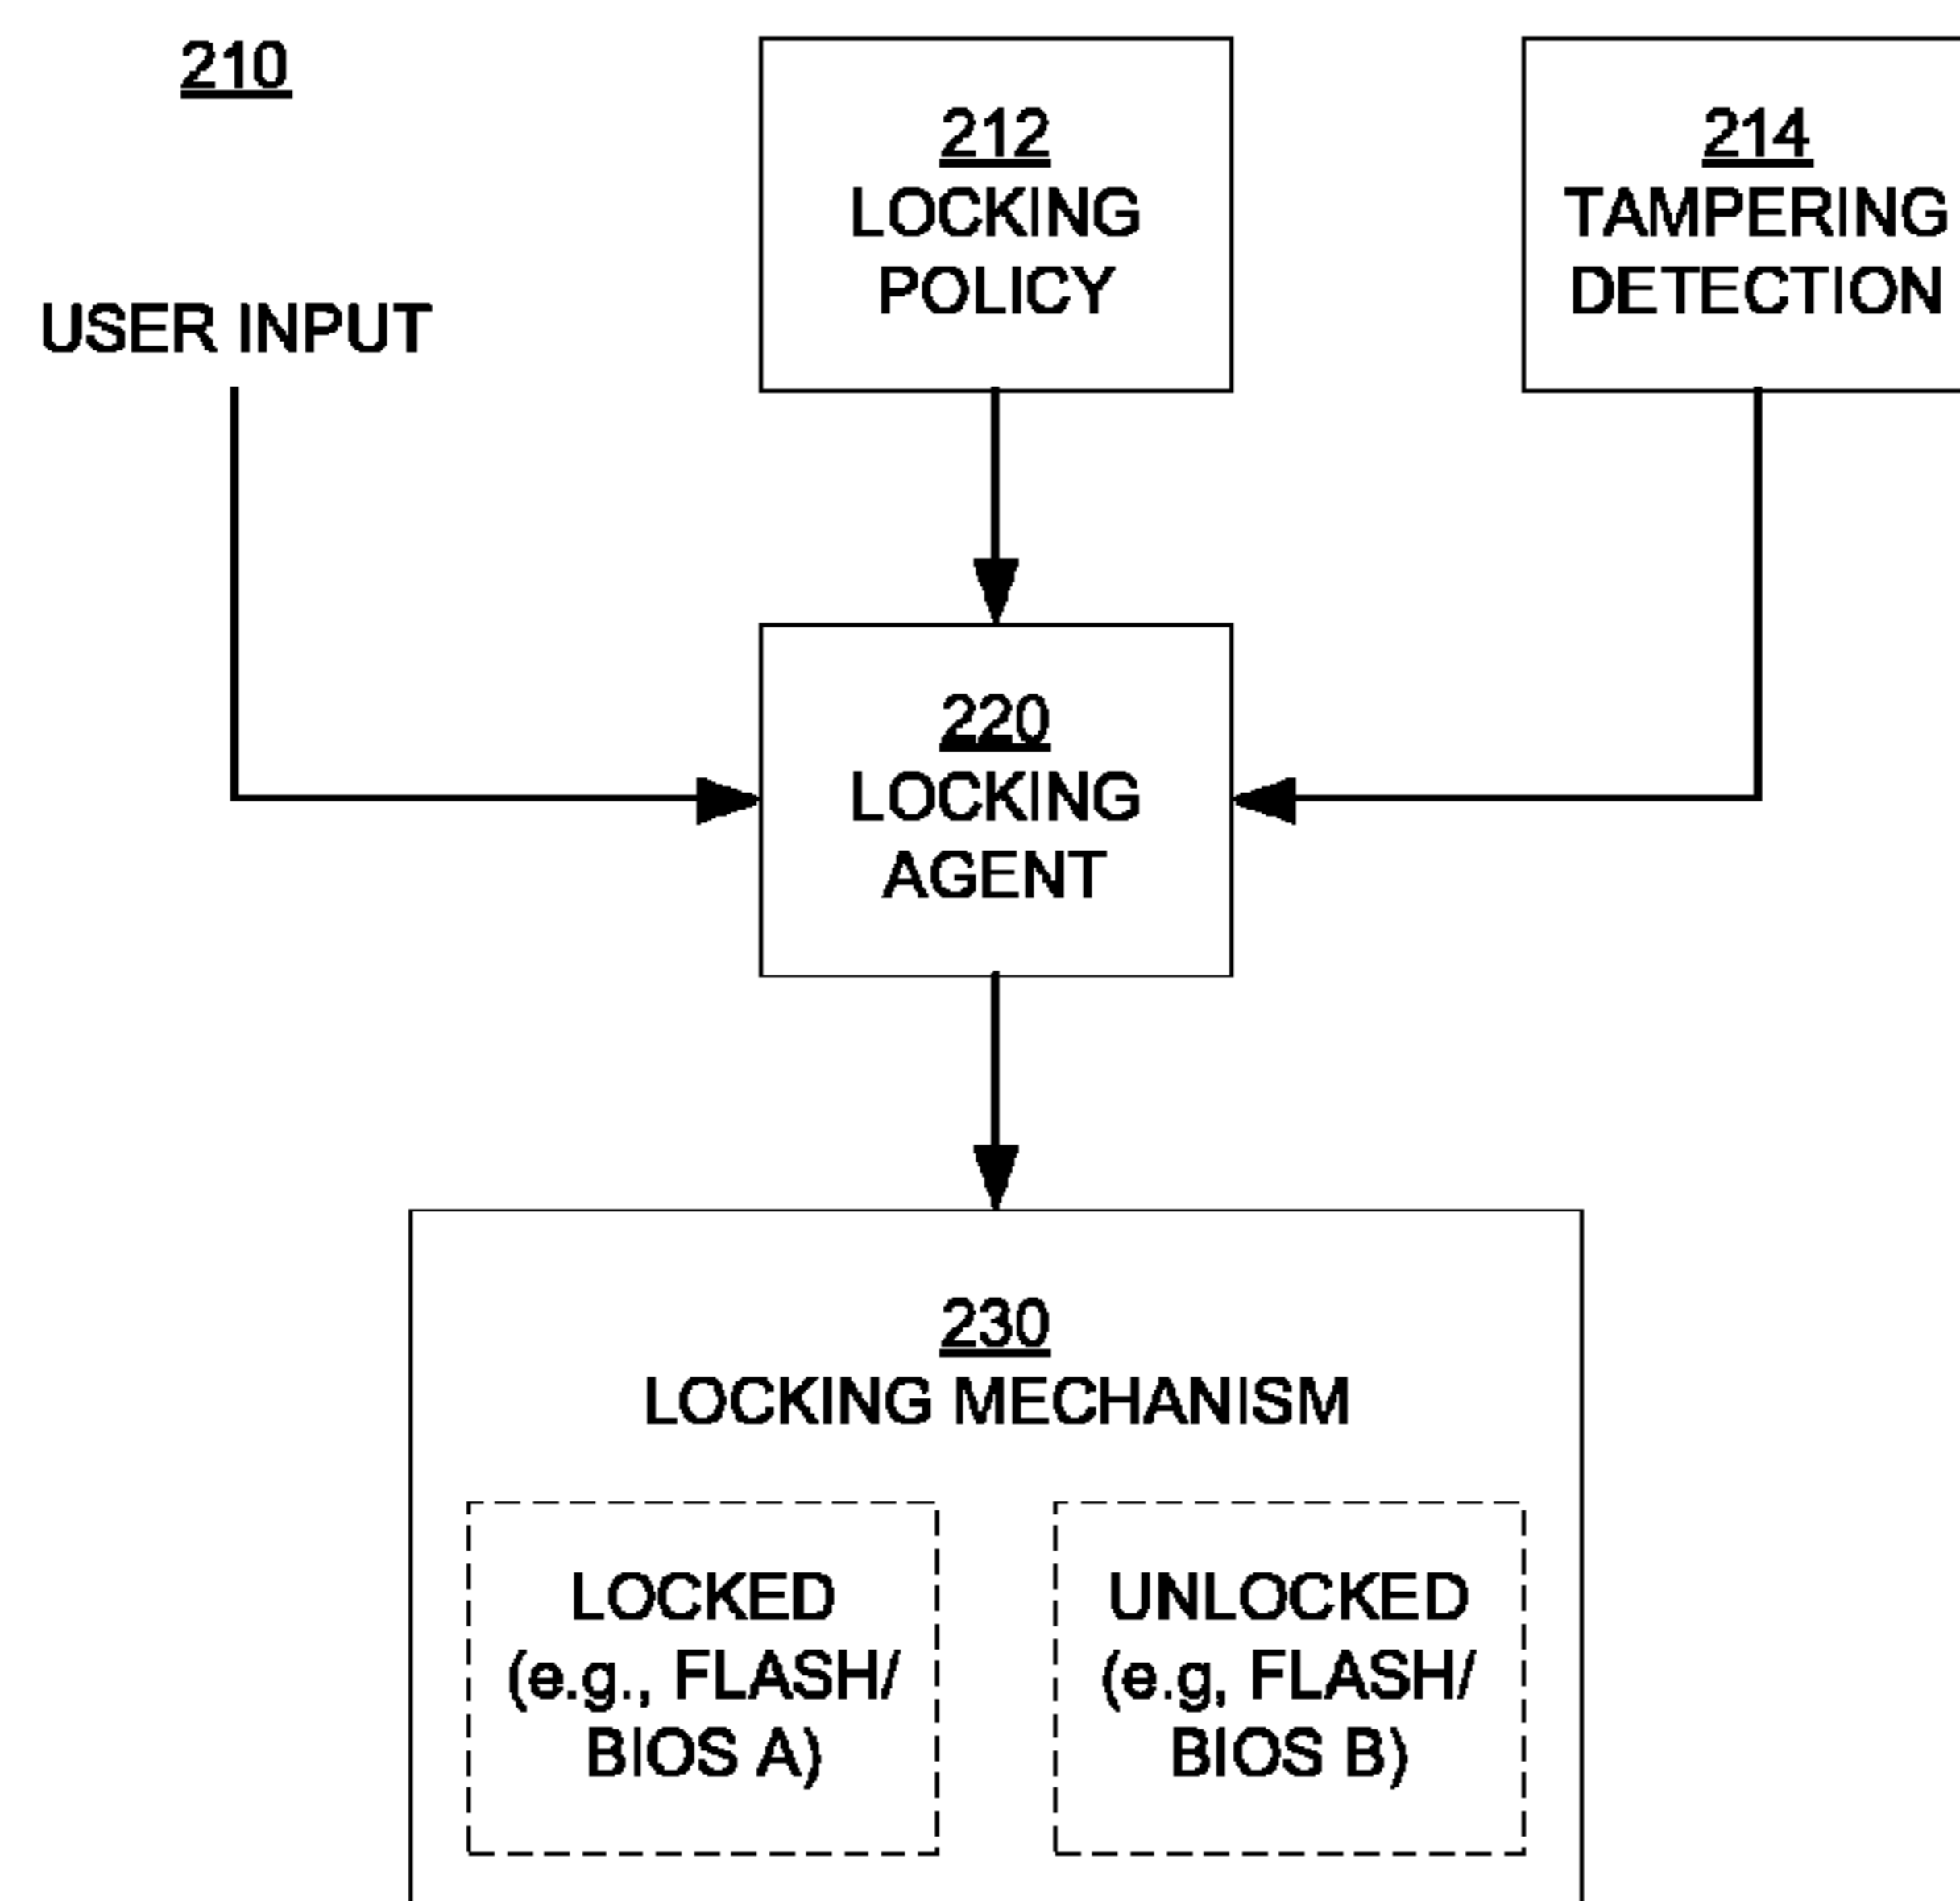 210
USER INPUT
212
LOCKING
POLICY
214
TAMPERING
DETECTION
220
LOCKING
AGENT
230
LOCKING MECHANISM
LOCKED
(e.g., FLASH/
BIOS A)
UNLOCKED
(e.g, FLASH/
BIOS B)